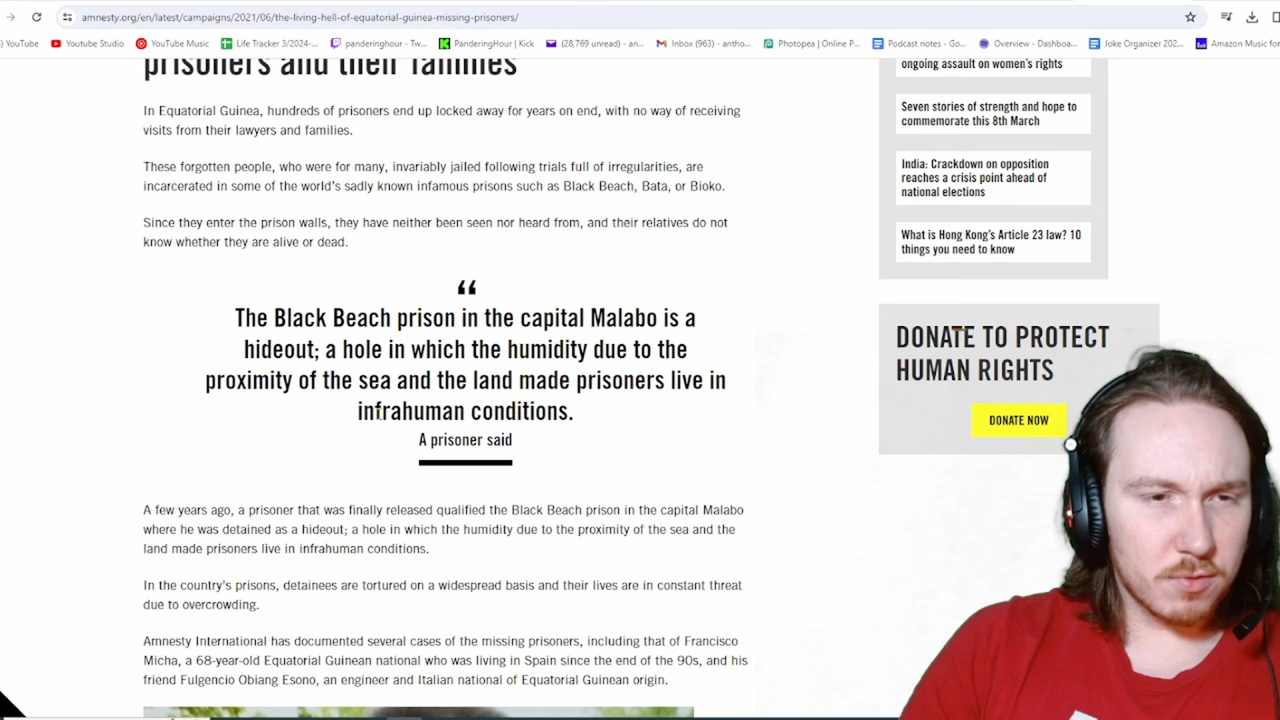 amnesty.org/en/latest/campaigns/2021/06/the-living-hell-of-equatorial-guinea-missing-prisoners/
YouTube
Youtube Studio
YouTube Music
Life Tracker 3/2024-...
panderinghour - Tw...
PanderingHour | Kick
(28,769 unread) - an...
Inbox (963) - antho...
Photopea | Online P...
Podcast notes - Go...
Overview - Dashboa...
Joke Organizer 202...
Amazon Music for
prisoners and their families
In Equatorial Guinea, hundreds of prisoners end up locked away for years on end, with no way of receiving
visits from their lawyers and families.
These forgotten people, who were for many, invariably jailed following trials full of irregularities, are
incarcerated in some of the world's sadly known infamous prisons such as Black Beach, Bata, or Bioko.
Since they enter the prison walls, they have neither been seen nor heard from, and their relatives do not
know whether they are alive or dead.
“
The Black Beach prison in the capital Malabo is a
hideout; a hole in which the humidity due to the
proximity of the sea and the land made prisoners live in
infrahuman conditions.
A prisoner said
A few years ago, a prisoner that was finally released qualified the Black Beach prison in the capital Malabo
where he was detained as a hideout; a hole in which the humidity due to the proximity of the sea and the
land made prisoners live in infrahuman conditions.
In the country's prisons, detainees are tortured on a widespread basis and their lives are in constant threat
due to overcrowding.
Amnesty International has documented several cases of the missing prisoners, including that of Francisco
Micha, a 68-year-old Equatorial Guinean national who was living in Spain since the end of the 90s, and his
friend Fulgencio Obiang Esono, an engineer and Italian national of Equatorial Guinean origin.
ongoing assault on women's rights
Seven stories of strength and hope to
commemorate this 8th March
India: Crackdown on opposition
reaches a crisis point ahead of
national elections
What is Hong Kong's Article 23 law? 10
things you need to know
DONATE TO PROTECT
HUMAN RIGHTS
DONATE NOW